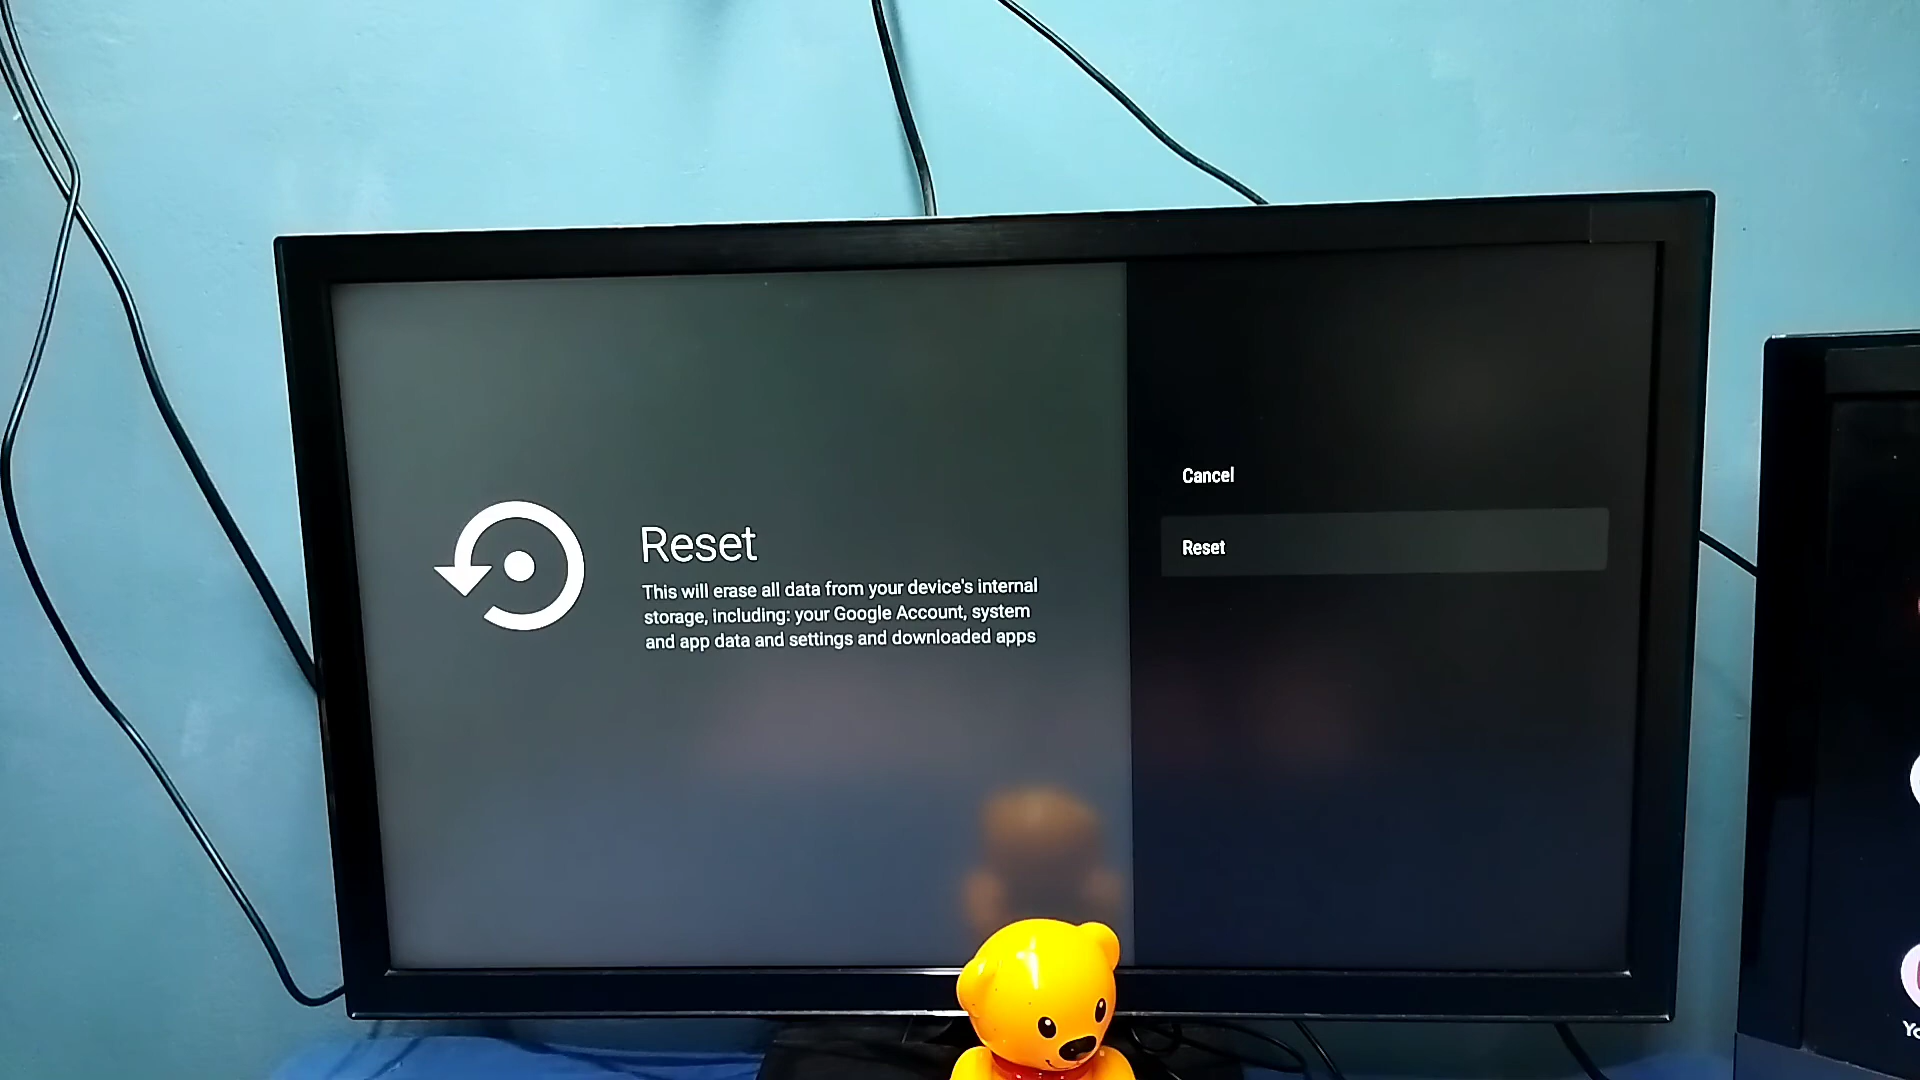 Reset
This will erase all data from your device's internal
storage, including: your Google Account, system
and app data and settings and downloaded apps
Cancel
Reset